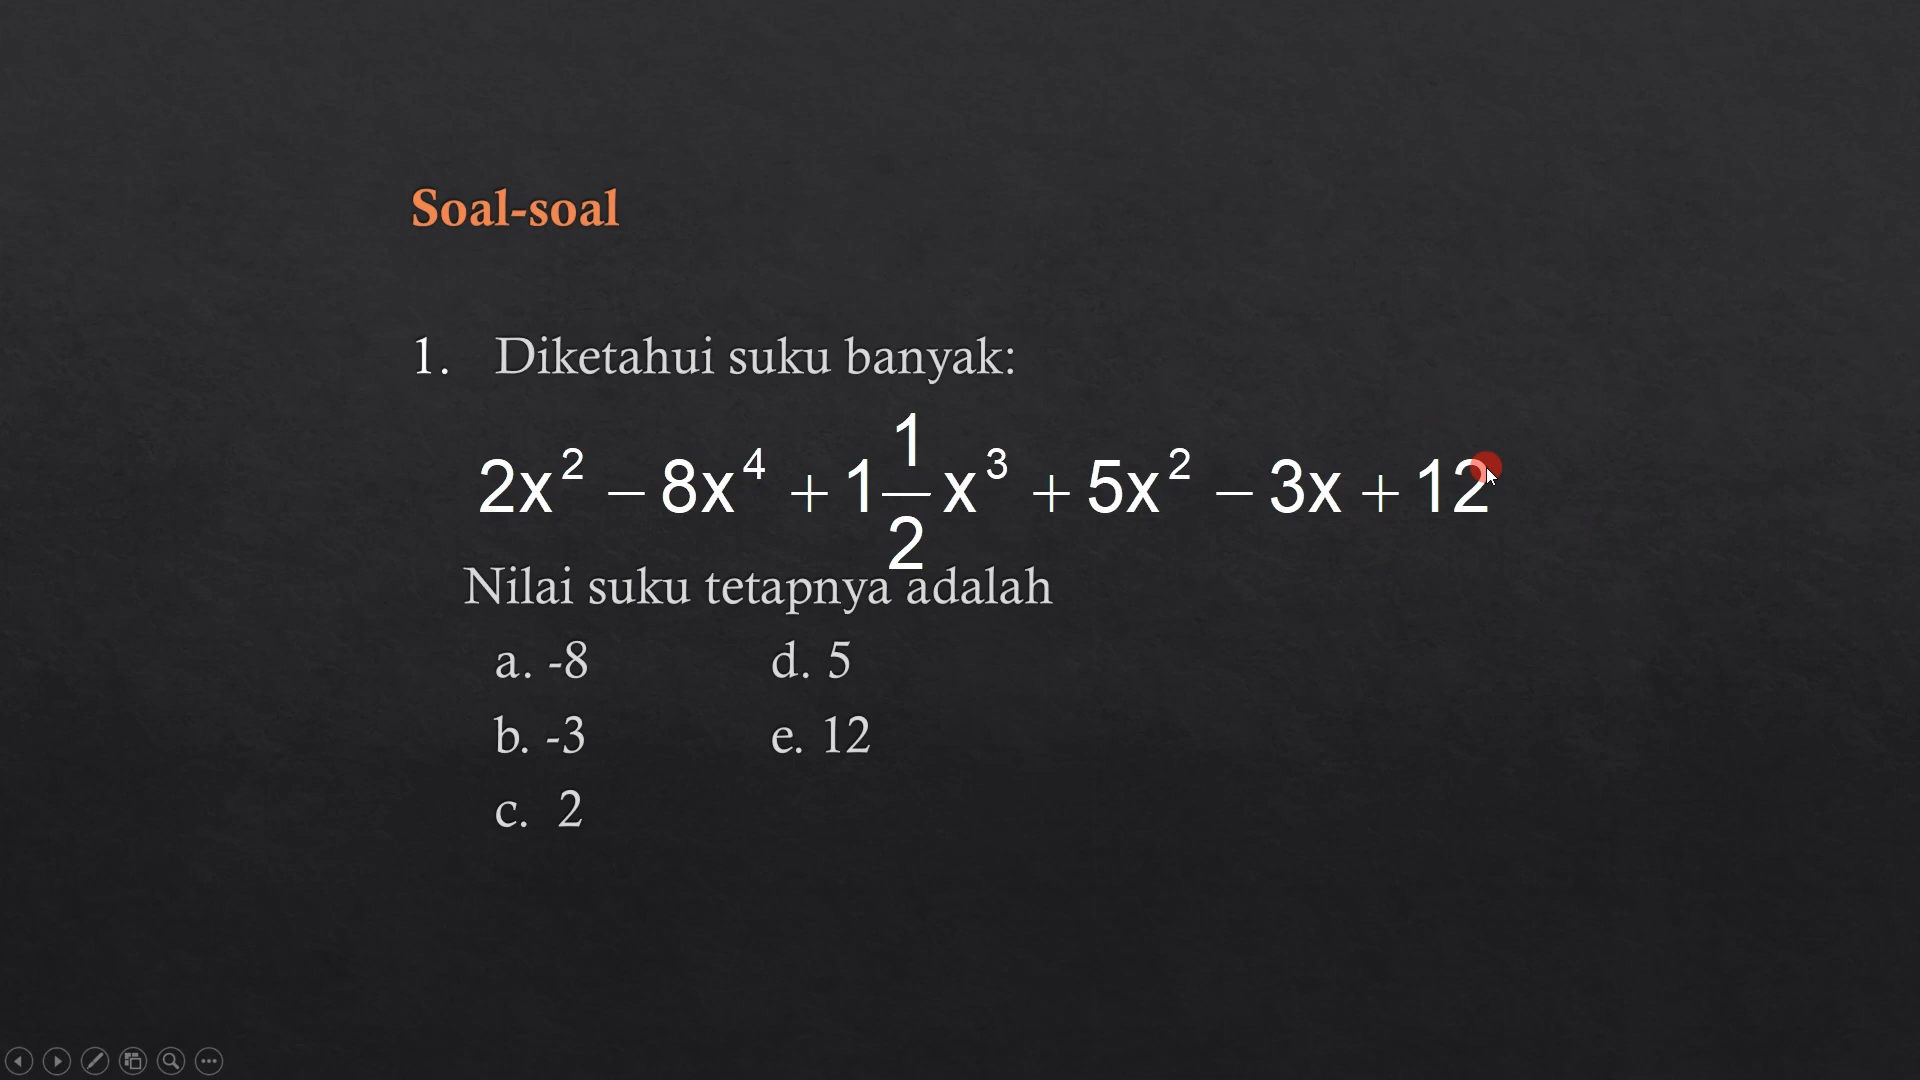 Soal-soal
1. Diketahui suku banyak:
2x² − 8x⁴ + 1 1/2 x³ + 5x² − 3x + 12
Nilai suku tetapnya adalah
a. -8 d. 5
b. -3 e. 12
c. 2